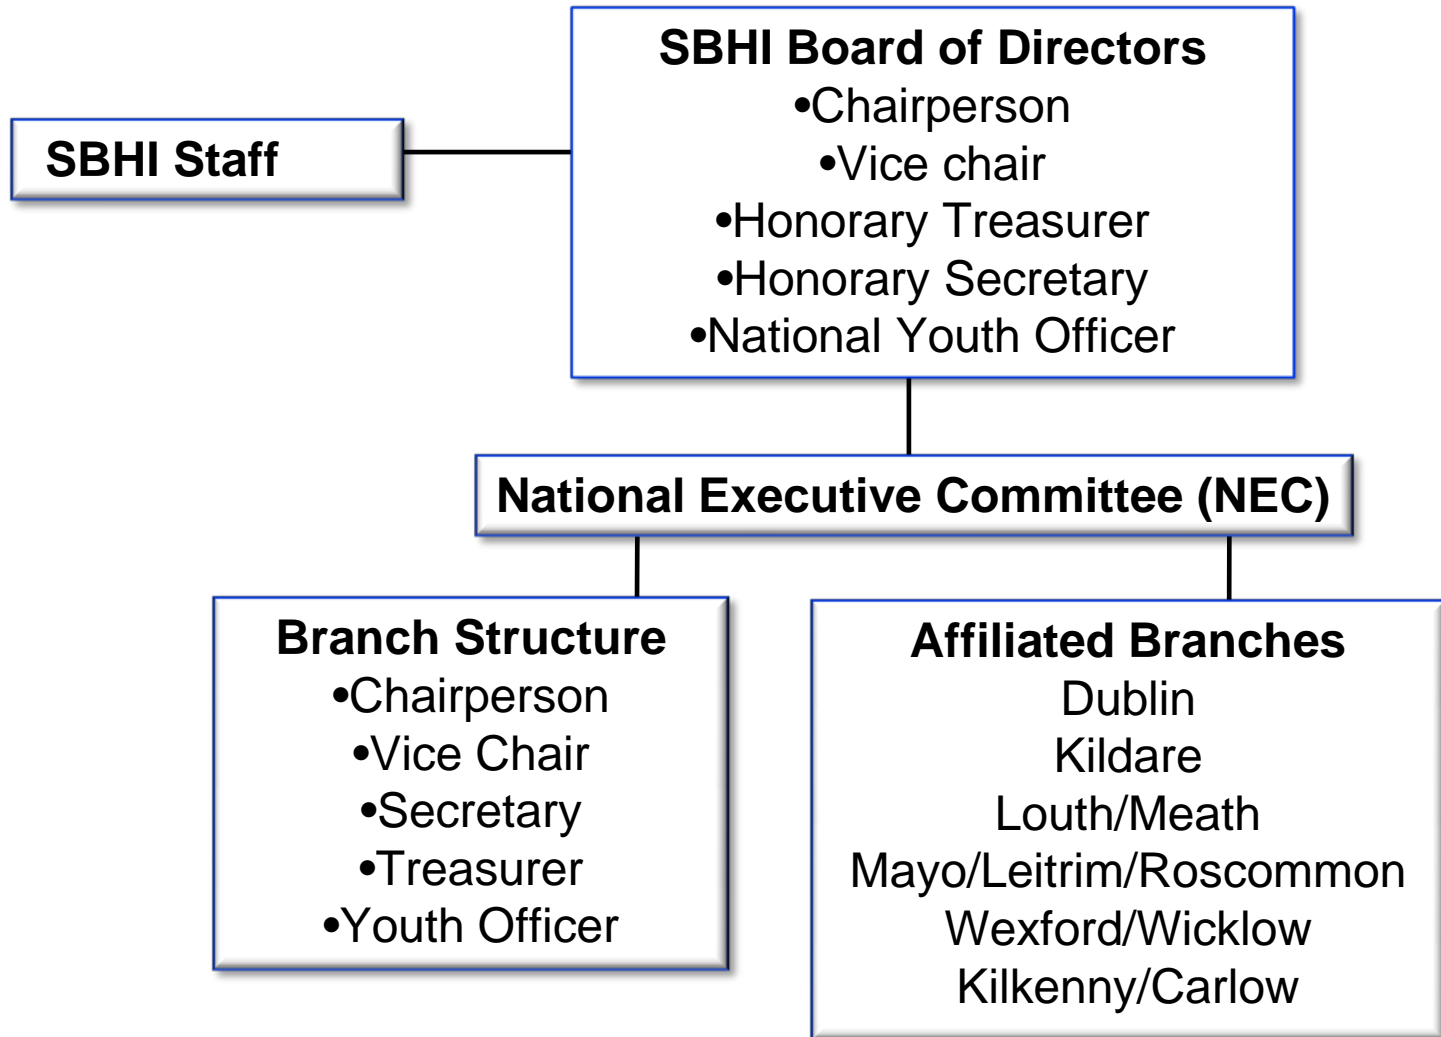 SBHI Board of Directors
•Chairperson
•Vice chair
•Honorary Treasurer
•Honorary Secretary
•National Youth Officer
SBHI Staff
National Executive Committee (NEC)
Branch Structure
•Chairperson
•Vice Chair
•Secretary
•Treasurer
•Youth Officer
Affiliated Branches
Dublin
Kildare
Louth/Meath
Mayo/Leitrim/Roscommon
Wexford/Wicklow
Kilkenny/Carlow